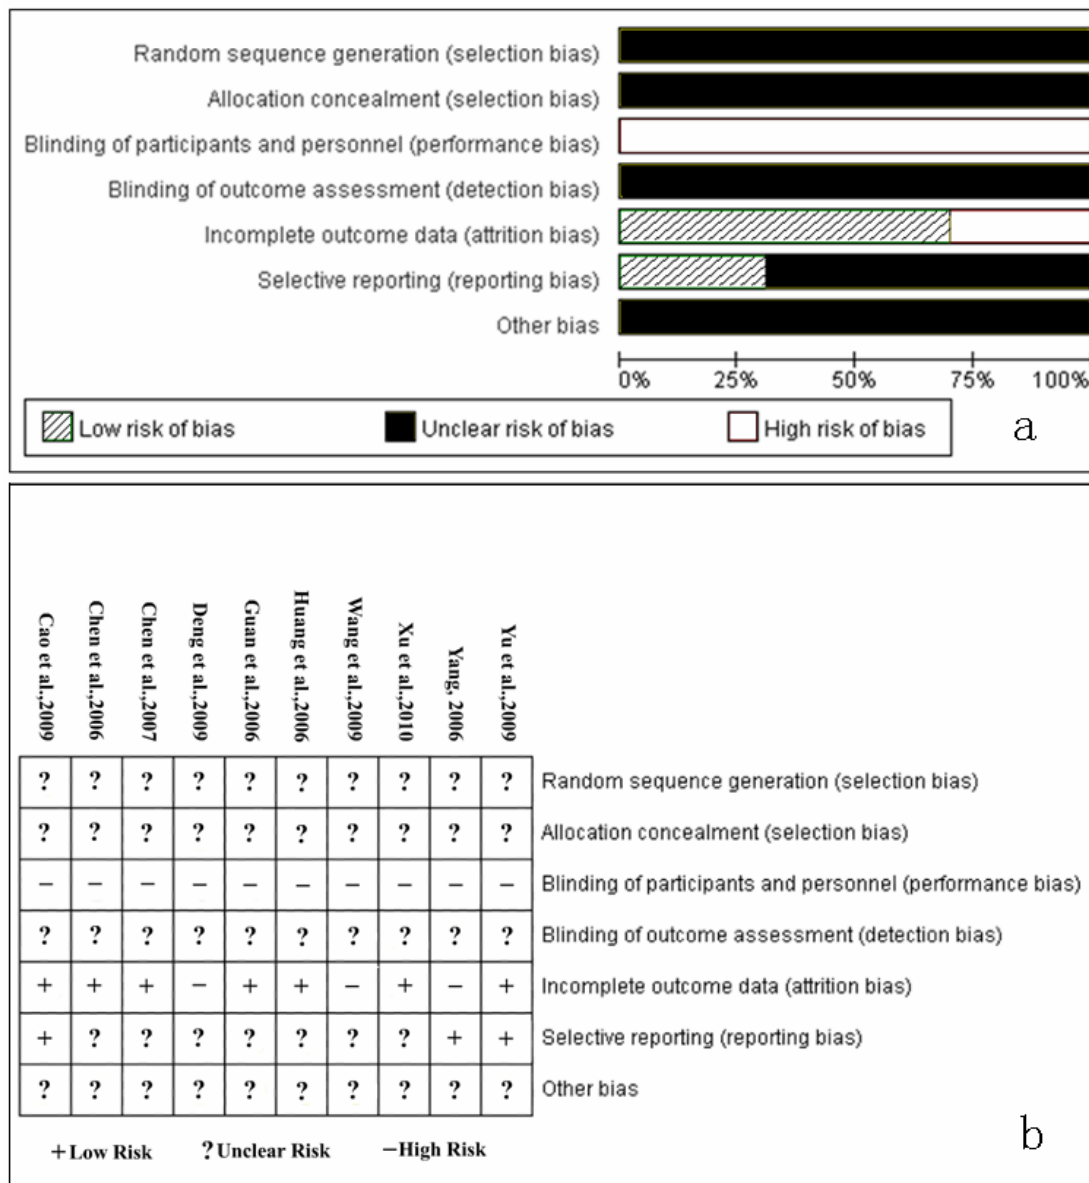 Random sequence generation (selection bias)
Allocation concealment (selection bias)
Blinding of participants and personnel (performance bias)
Blinding of outcome assessment (detection bias)
Incomplete outcome data (attrition bias)
Selective reporting (reporting bias)
Other bias
0% 25% 50% 75% 100%
Low risk of bias Unclear risk of bias High risk of bias
a
Cao et al.,2009
Chen et al.,2006
Chen et al.,2007
Deng et al.,2009
Guan et al.,2006
Huang et al.,2006
Wang et al.,2009
Xu et al.,2010
Yang, 2006
Yu et al.,2009
? ? ? ? ? ? ? ? ? ? Random sequence generation (selection bias)
? ? ? ? ? ? ? ? ? ? Allocation concealment (selection bias)
− − − − − − − − − − Blinding of participants and personnel (performance bias)
? ? ? ? ? ? ? ? ? ? Blinding of outcome assessment (detection bias)
+ + + − + + − + − + Incomplete outcome data (attrition bias)
+ ? ? ? ? ? ? ? + + Selective reporting (reporting bias)
? ? ? ? ? ? ? ? ? ? Other bias
+Low Risk ?Unclear Risk −High Risk
b